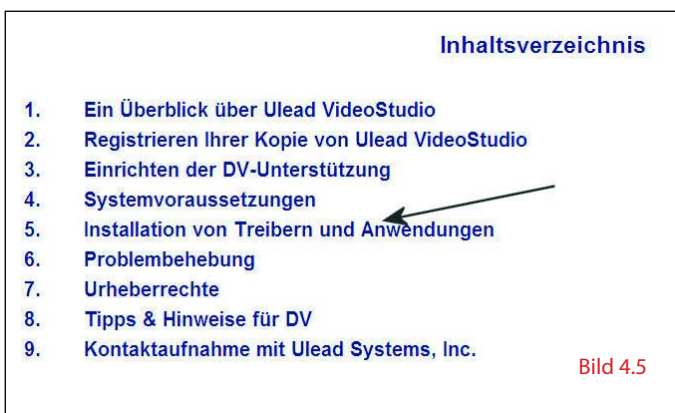 Inhaltsverzeichnis
1. Ein Überblick über Ulead VideoStudio
2. Registrieren Ihrer Kopie von Ulead VideoStudio
3. Einrichten der DV-Unterstützung
4. Systemvoraussetzungen
5. Installation von Treibern und Anwendungen
6. Problembehebung
7. Urheberrechte
8. Tipps & Hinweise für DV
9. Kontaktaufnahme mit Ulead Systems, Inc.
Bild 4.5